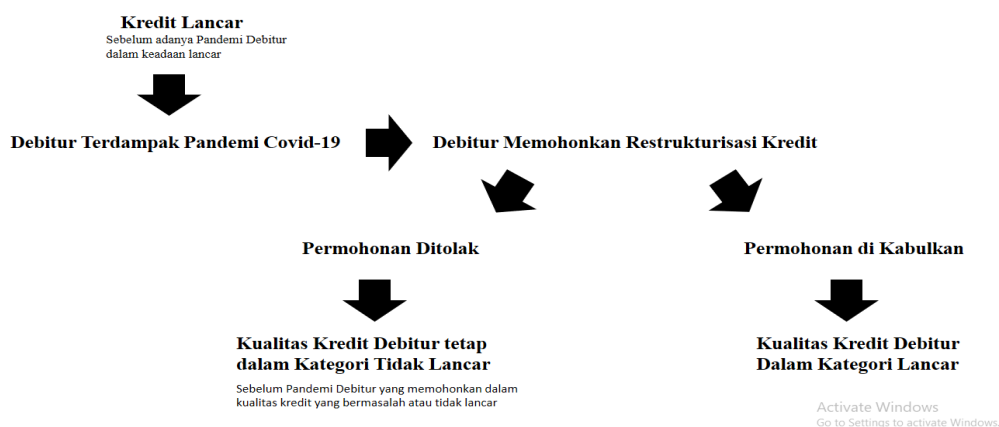 Kredit Lancar
Sebelum adanya Pandemi Debitur
dalam keadaan lancar
Debitur Terdampak Pandemi Covid-19
Debitur Memohonkan Restrukturisasi Kredit
Permohonan Ditolak
Permohonan di Kabulkan
Kualitas Kredit Debitur tetap
dalam Kategori Tidak Lancar
Sebelum Pandemi Debitur yang memohonkan dalam
kualitas kredit yang bermasalah atau tidak lancar
Kualitas Kredit Debitur
Dalam Kategori Lancar
Activate Windows
Go to Settings to activate Windows.